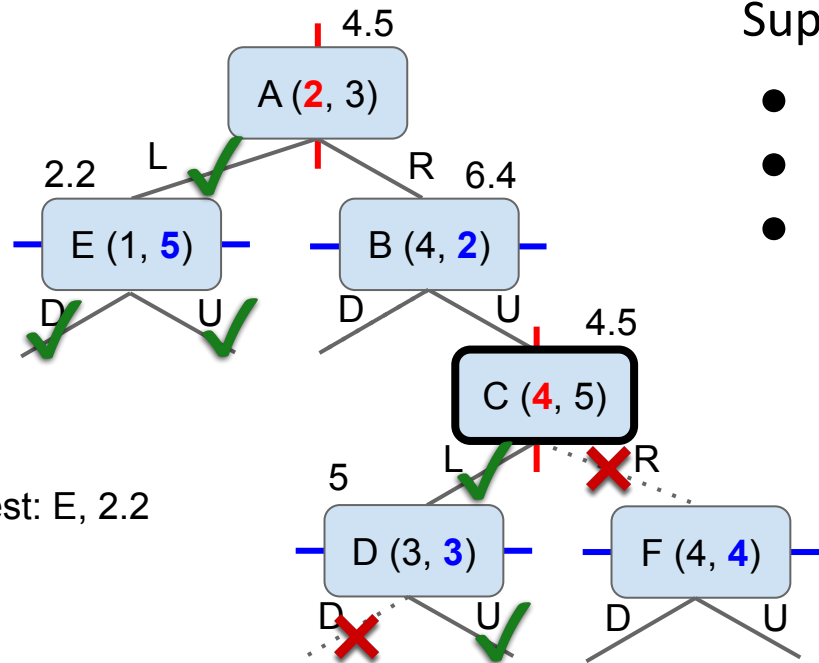 4.5
Sup
A (2, 3)
L
R
2.2
6.4
E (1, 5)
B (4, 2)
D
U
D
U
4.5
C (4, 5)
L
R
5
est: E, 2.2
D (3, 3)
F (4, 4)
D
U
D
U